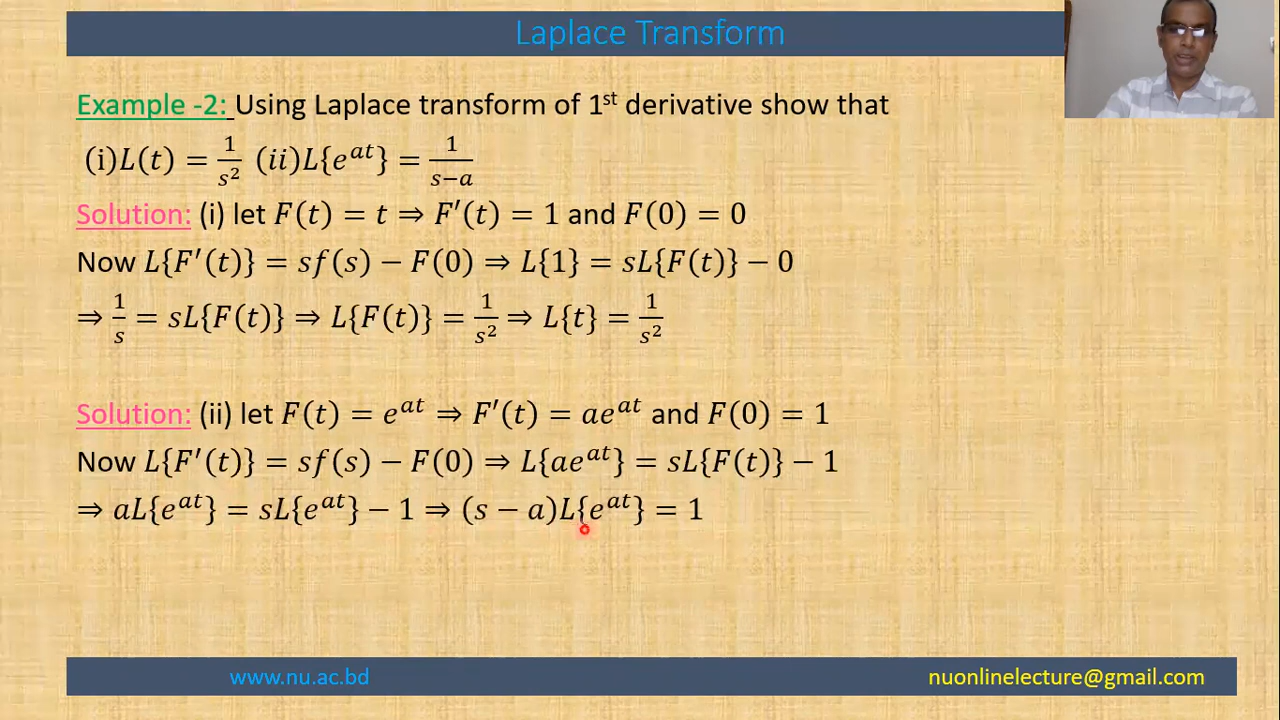 Laplace Transform
Example -2: Using Laplace transform of 1ˢᵗ derivative show that
(i)L(t) = 1/s² (ii)L{e^{at}} = 1/(s−a)
Solution: (i) let F(t) = t ⇒ F′(t) = 1 and F(0) = 0
Now L{F′(t)} = sf(s) − F(0) ⇒ L{1} = sL{F(t)} − 0
⇒ 1/s = sL{F(t)} ⇒ L{F(t)} = 1/s² ⇒ L{t} = 1/s²
Solution: (ii) let F(t) = e^{at} ⇒ F′(t) = ae^{at} and F(0) = 1
Now L{F′(t)} = sf(s) − F(0) ⇒ L{ae^{at}} = sL{F(t)} − 1
⇒ aL{e^{at}} = sL{e^{at}} − 1 ⇒ (s − a)L{e^{at}} = 1
www.nu.ac.bd
nuonlinelecture@gmail.com